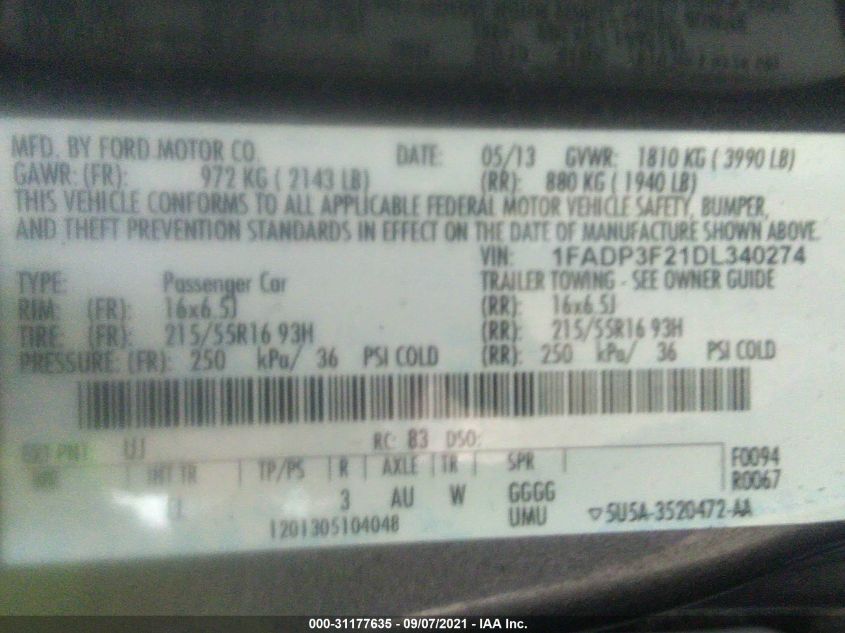 MFD. BY FORD MOTOR CO. DATE: 05/13 GVWR: 1810 KG ( 3990 LB)
GAWR: (FR): 972 KG ( 2143 LB) (RR): 880 KG ( 1940 LB)
THIS VEHICLE CONFORMS TO ALL APPLICABLE FEDERAL MOTOR VEHICLE SAFETY, BUMPER,
AND THEFT PREVENTION STANDARDS IN EFFECT ON THE DATE OF MANUFACTURE SHOWN ABOVE.
VIN: 1FADP3F21DL340274
TYPE: Passenger Car TRAILER TOWING - SEE OWNER GUIDE
RIM: (FR): 16x6.5J (RR): 16x6.5J
TIRE: (FR): 215/55R16 93H (RR): 215/55R16 93H
PRESSURE: (FR): 250 kPa/ 36 PSI COLD (RR): 250 kPa/ 36 PSI COLD
EXT PNT: UJ RC: 83 DSO:
INT TR TP/PS R AXLE TR SPR F0094
3 AU W GGGG R0067
1201305104048 UMU ▽5U5A-3520472-AA
000-31177635 - 09/07/2021 - IAA Inc.